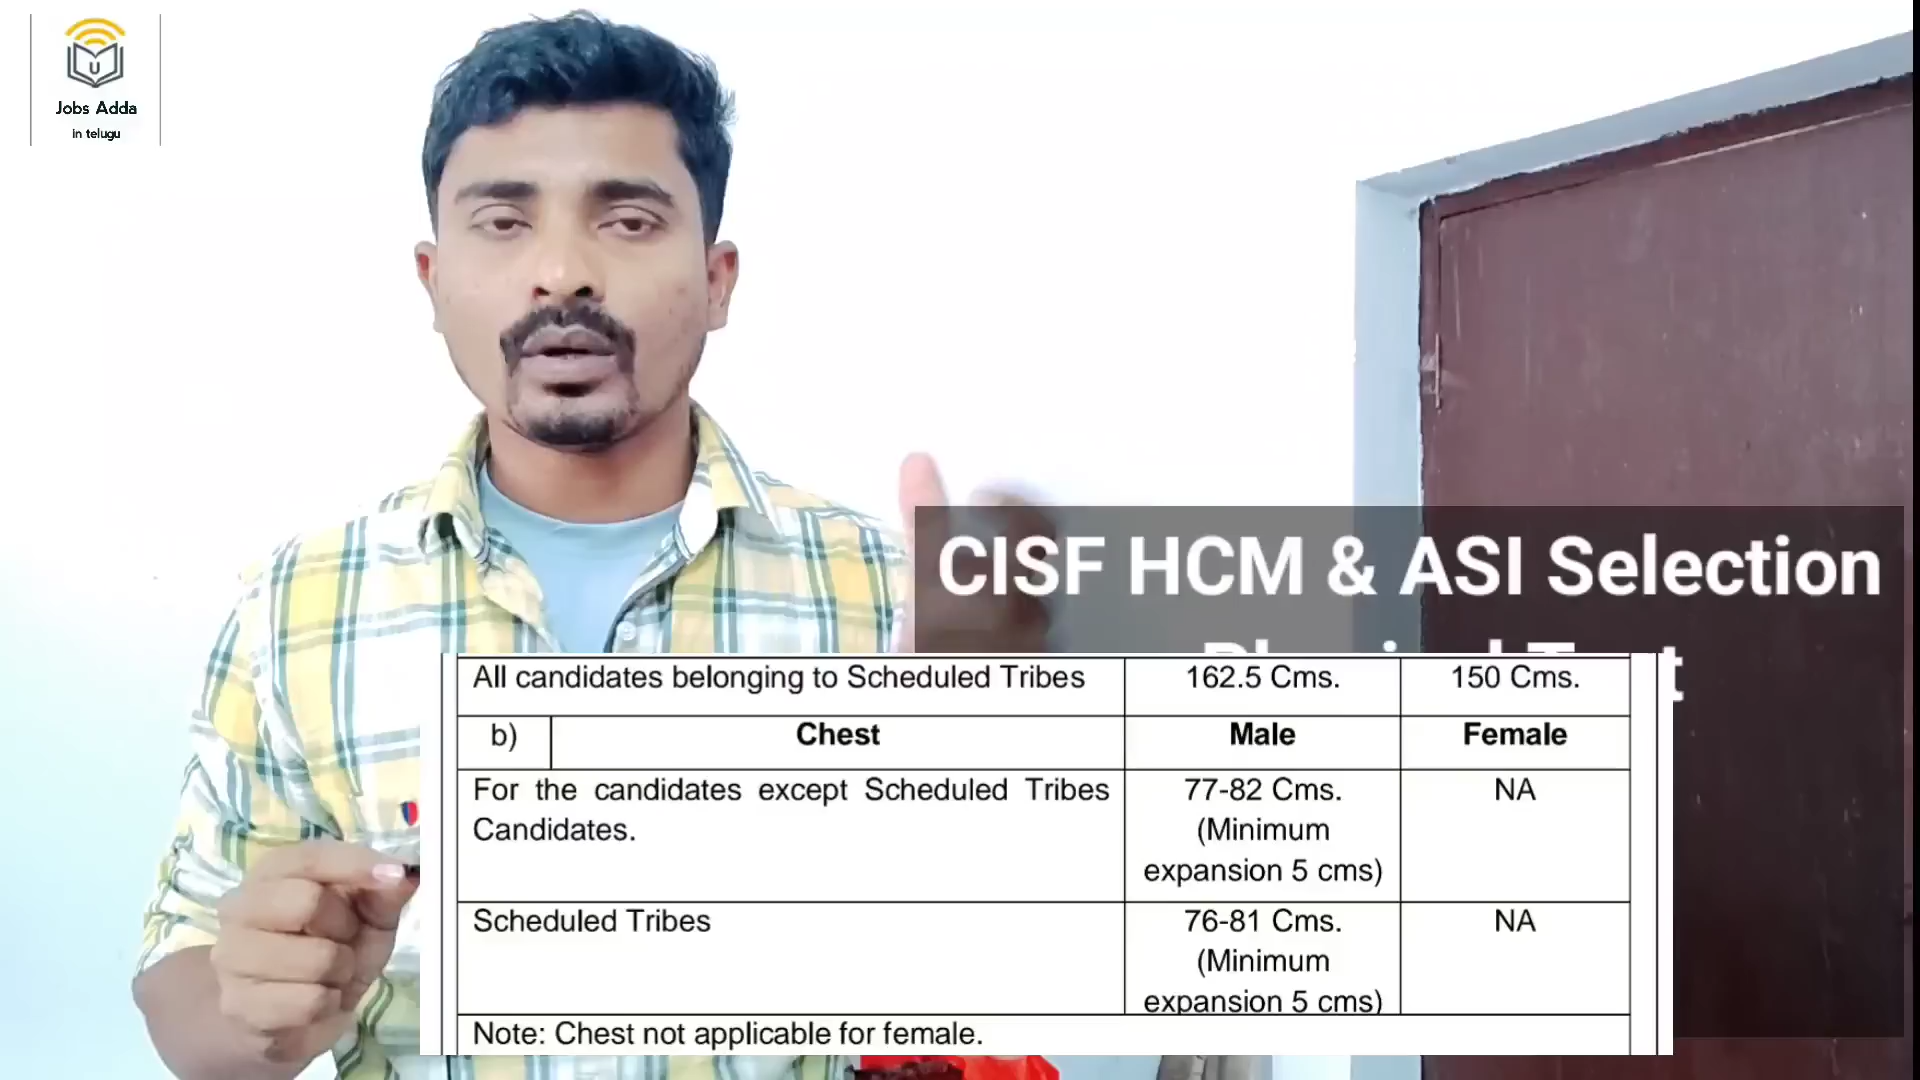 U
Jobs Adda
in telugu
CISF HCM & ASI Selection
All candidates belonging to Scheduled Tribes 162.5 Cms. 150 Cms.
b) Chest Male Female
For the candidates except Scheduled Tribes 77-82 Cms. NA
Candidates. (Minimum
expansion 5 cms)
Scheduled Tribes 76-81 Cms. NA
(Minimum
expansion 5 cms)
Note: Chest not applicable for female.